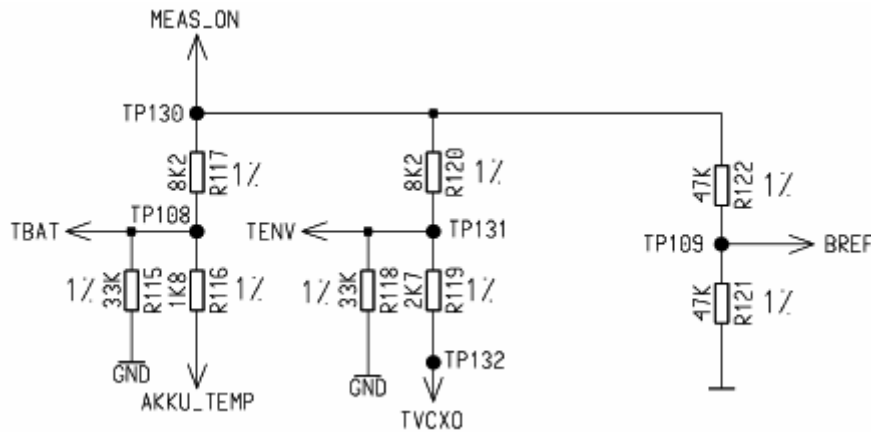 MEAS_ON
TP130
8K2
R117
1%
8K2
R120
1%
47K
R122
1%
TBAT
TP108
TENV
TP131
TP109
BREF
1%
33K
R115
1K8
R116
1%
1%
33K
R118
2K7
R119
1%
47K
R121
1%
GND
AKKU_TEMP
GND
TP132
TVCXO